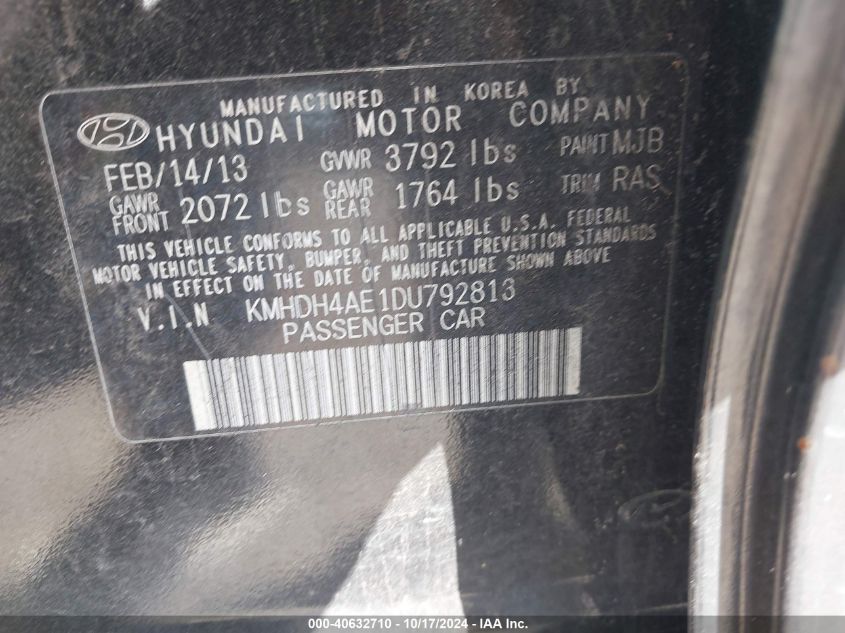 MANUFACTURED IN KOREA BY
HYUNDAI MOTOR COMPANY
FEB/14/13 GVWR 3792 lbs PAINT MJB
GAWR FRONT 2072 lbs GAWR REAR 1764 lbs TRIM RAS
THIS VEHICLE CONFORMS TO ALL APPLICABLE U.S.A. FEDERAL
MOTOR VEHICLE SAFETY, BUMPER, AND THEFT PREVENTION STANDARDS
IN EFFECT ON THE DATE OF MANUFACTURE SHOWN ABOVE
V.I.N KMHDH4AE1DU792813
PASSENGER CAR
000-40632710 - 10/17/2024 - © IAA Inc.